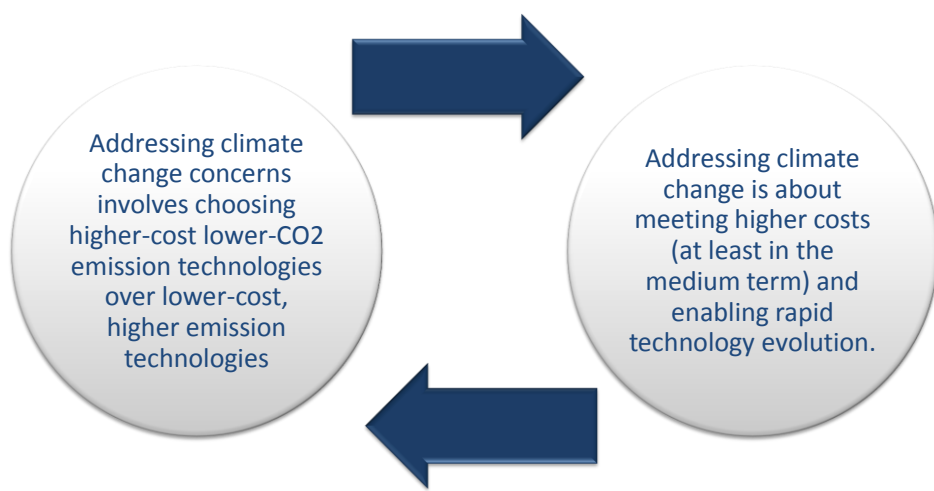 Addressing climate
change concerns
involves choosing
higher-cost lower-CO2
emission technologies
over lower-cost,
higher emission
technologies
Addressing climate
change is about
meeting higher costs
(at least in the
medium term) and
enabling rapid
technology evolution.